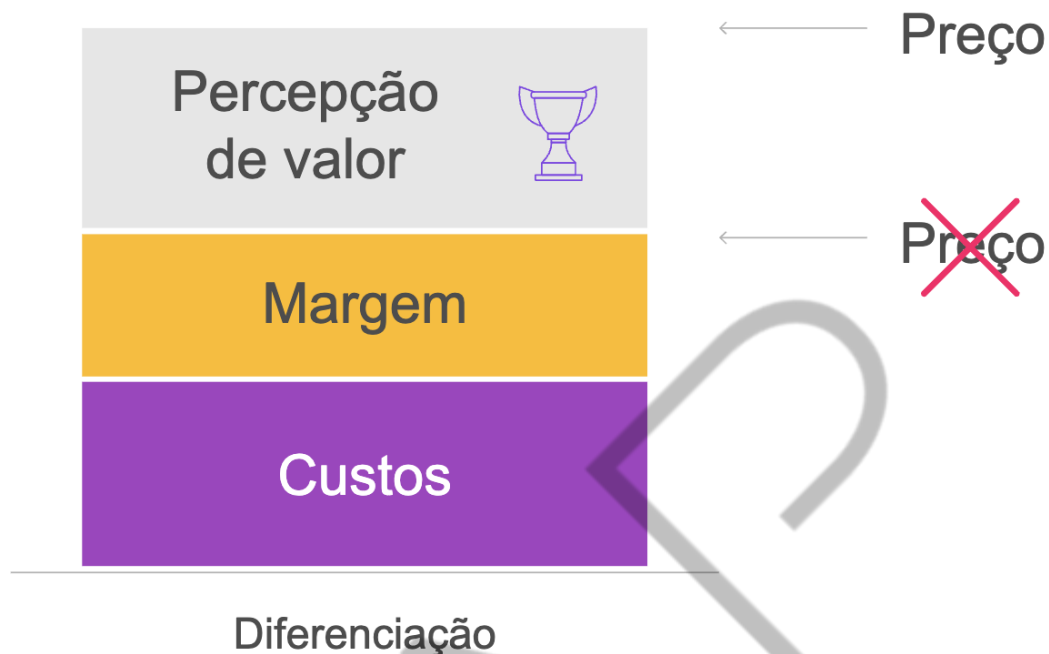 Preço
Percepção
de valor
Preço
Margem
Custos
Diferenciação